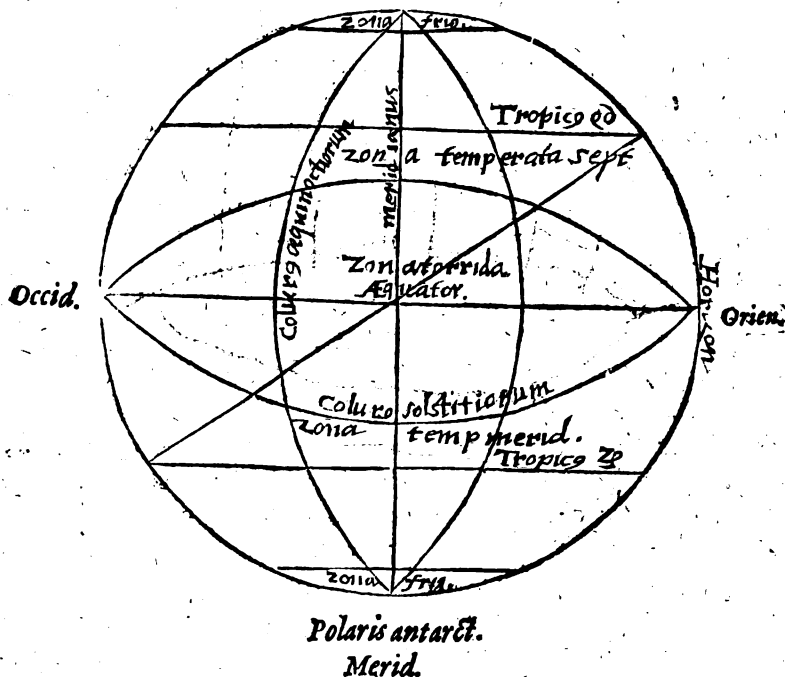 zona frig.
Tropico ♋
meridianus
Coluro æquinoctiorum
zona temperata sept
Zona torrida.
Æquator.
Occid.
Horison
Orien.
Coluro solstitiorum
zona temp merid.
Tropico ♑
zona frig.
Polaris antarct.
Merid.